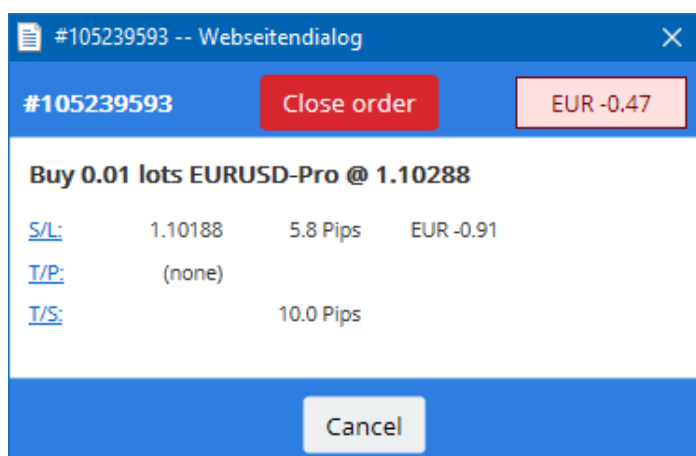 #105239593 -- Webseitendialog
#105239593 Close order EUR -0.47
Buy 0.01 lots EURUSD-Pro @ 1.10288
S/L: 1.10188 5.8 Pips EUR -0.91
T/P: (none)
T/S: 10.0 Pips
Cancel